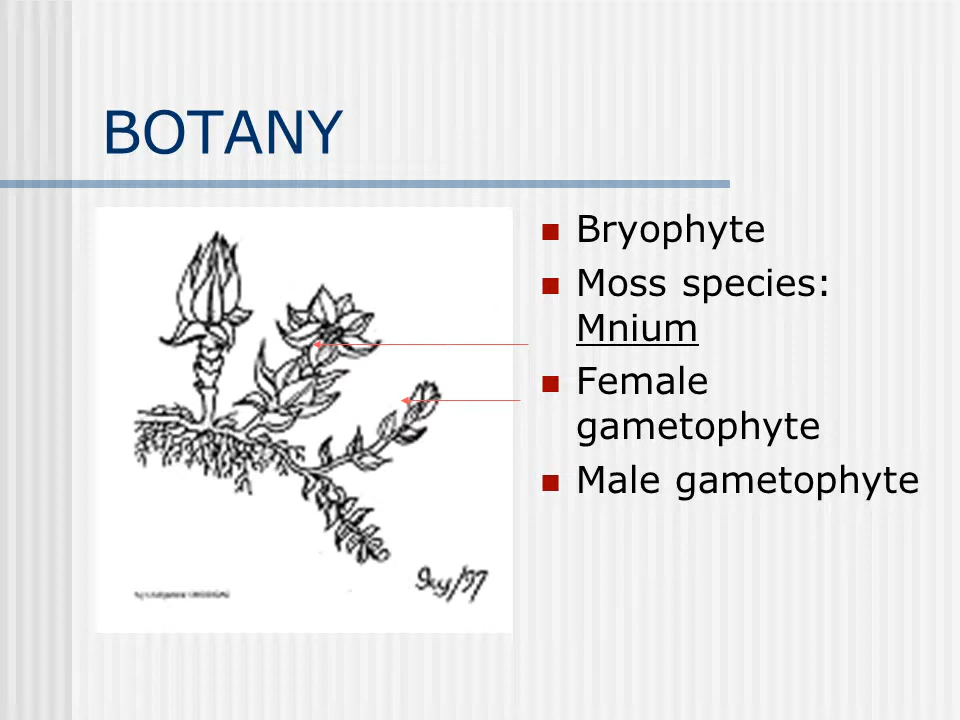 BOTANY
Bryophyte
Moss species:
Mnium
Female
gametophyte
Male gametophyte